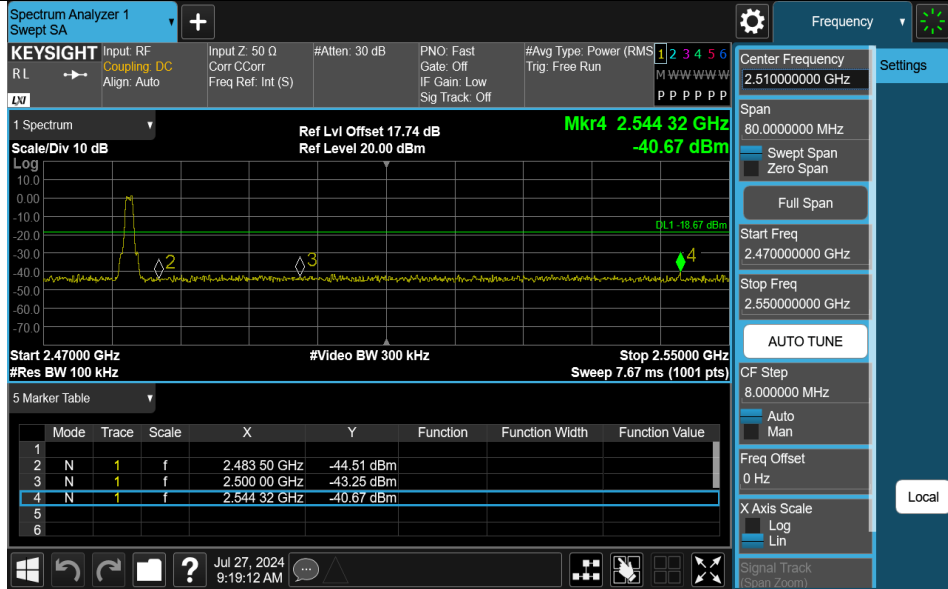 Spectrum Analyzer 1
Swept SA
+
Frequency
KEYSIGHT
R L
LXI
Input: RF
Coupling: DC
Align: Auto
Input Z: 50 Ω
Corr CCorr
Freq Ref: Int (S)
#Atten: 30 dB
PNO: Fast
Gate: Off
IF Gain: Low
Sig Track: Off
#Avg Type: Power (RMS
Trig: Free Run
1 2 3 4 5 6
M W W W W W
P P P P P P
1 Spectrum
Scale/Div 10 dB
Ref Lvl Offset 17.74 dB
Ref Level 20.00 dBm
Mkr4 2.544 32 GHz
-40.67 dBm
Log
10.0
0.00
-10.0
-20.0
-30.0
-40.0
-50.0
-60.0
-70.0
DL1 -18.67 dBm
2
3
4
Start 2.47000 GHz
#Video BW 300 kHz
Stop 2.55000 GHz
#Res BW 100 kHz
Sweep 7.67 ms (1001 pts)
5 Marker Table
Mode Trace Scale X Y Function Function Width Function Value
1
2 N 1 f 2.483 50 GHz -44.51 dBm
3 N 1 f 2.500 00 GHz -43.25 dBm
4 N 1 f 2.544 32 GHz -40.67 dBm
5
6
?
Jul 27, 2024
9:19:12 AM
Center Frequency
2.510000000 GHz
Span
80.0000000 MHz
Swept Span
Zero Span
Full Span
Start Freq
2.470000000 GHz
Stop Freq
2.550000000 GHz
AUTO TUNE
CF Step
8.000000 MHz
Auto
Man
Freq Offset
0 Hz
X Axis Scale
Log
Lin
Signal Track
(Span Zoom)
Settings
Local